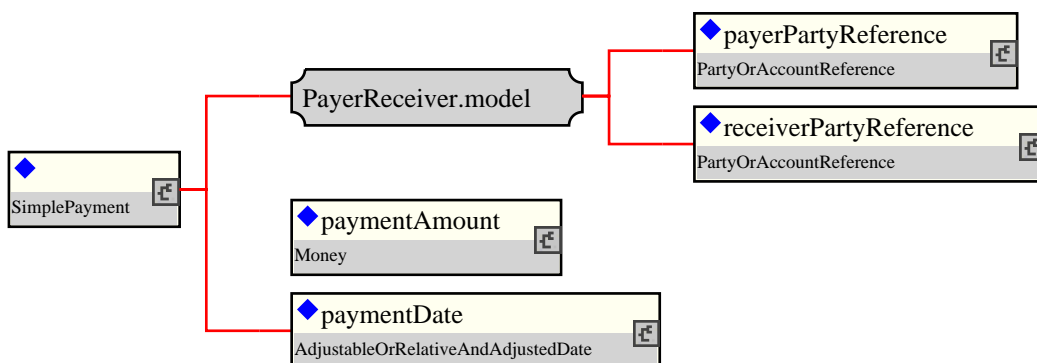 payerPartyReference
PartyOrAccountReference
PayerReceiver.model
receiverPartyReference
PartyOrAccountReference
SimplePayment
paymentAmount
Money
paymentDate
AdjustableOrRelativeAndAdjustedDate